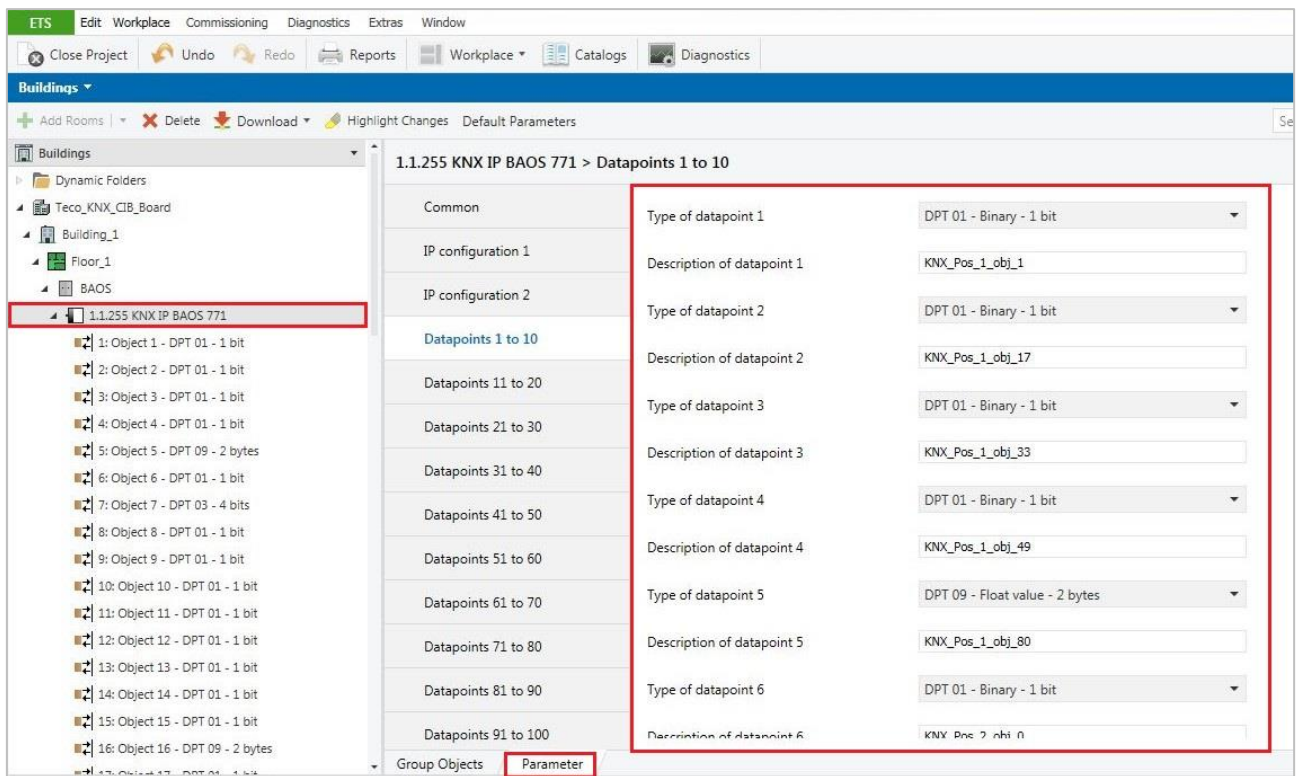 ETS Edit Workplace Commissioning Diagnostics Extras Window
Close Project Undo Redo Reports Workplace Catalogs Diagnostics
Buildings
Add Rooms Delete Download Highlight Changes Default Parameters
Buildings
Dynamic Folders
Teco_KNX_CIB_Board
Building_1
Floor_1
BAOS
1.1.255 KNX IP BAOS 771
1: Object 1 - DPT 01 - 1 bit
2: Object 2 - DPT 01 - 1 bit
3: Object 3 - DPT 01 - 1 bit
4: Object 4 - DPT 01 - 1 bit
5: Object 5 - DPT 09 - 2 bytes
6: Object 6 - DPT 01 - 1 bit
7: Object 7 - DPT 03 - 4 bits
8: Object 8 - DPT 01 - 1 bit
9: Object 9 - DPT 01 - 1 bit
10: Object 10 - DPT 01 - 1 bit
11: Object 11 - DPT 01 - 1 bit
12: Object 12 - DPT 01 - 1 bit
13: Object 13 - DPT 01 - 1 bit
14: Object 14 - DPT 01 - 1 bit
15: Object 15 - DPT 01 - 1 bit
16: Object 16 - DPT 09 - 2 bytes
17: Object 17 - DPT 01 - 1 bit
1.1.255 KNX IP BAOS 771 > Datapoints 1 to 10
Common
IP configuration 1
IP configuration 2
Datapoints 1 to 10
Datapoints 11 to 20
Datapoints 21 to 30
Datapoints 31 to 40
Datapoints 41 to 50
Datapoints 51 to 60
Datapoints 61 to 70
Datapoints 71 to 80
Datapoints 81 to 90
Datapoints 91 to 100
Type of datapoint 1 DPT 01 - Binary - 1 bit
Description of datapoint 1 KNX_Pos_1_obj_1
Type of datapoint 2 DPT 01 - Binary - 1 bit
Description of datapoint 2 KNX_Pos_1_obj_17
Type of datapoint 3 DPT 01 - Binary - 1 bit
Description of datapoint 3 KNX_Pos_1_obj_33
Type of datapoint 4 DPT 01 - Binary - 1 bit
Description of datapoint 4 KNX_Pos_1_obj_49
Type of datapoint 5 DPT 09 - Float value - 2 bytes
Description of datapoint 5 KNX_Pos_1_obj_80
Type of datapoint 6 DPT 01 - Binary - 1 bit
Description of datapoint 6 KNX_Pos_2_obj_0
Group Objects Parameter